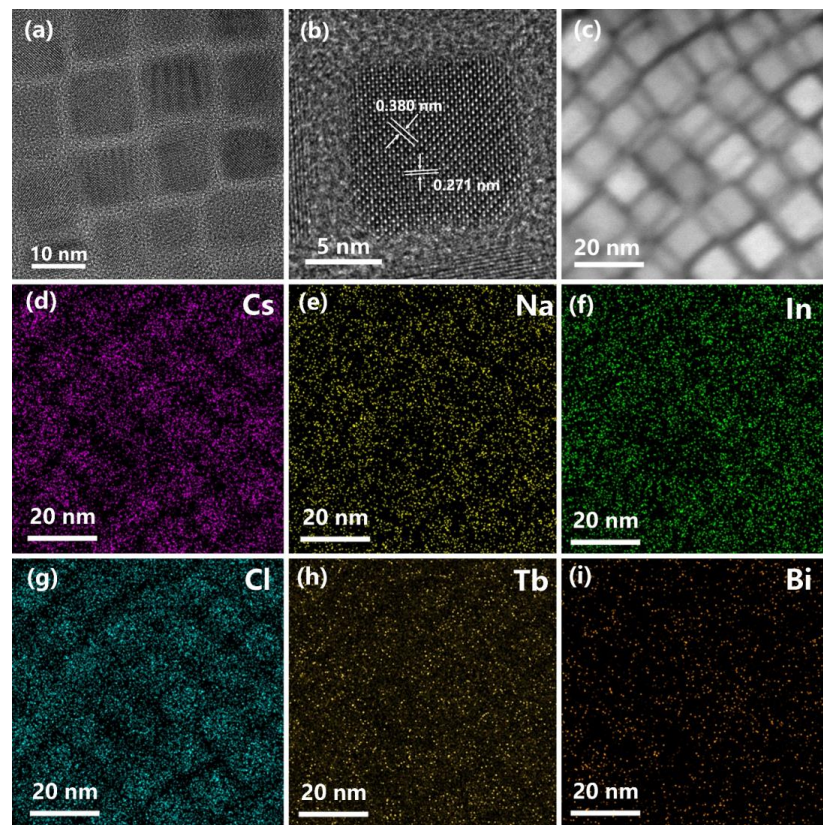 (a)
10 nm
(b)
0.380 nm
0.271 nm
5 nm
(c)
20 nm
(d)
Cs
20 nm
(e)
Na
20 nm
(f)
In
20 nm
(g)
Cl
20 nm
(h)
Tb
20 nm
(i)
Bi
20 nm